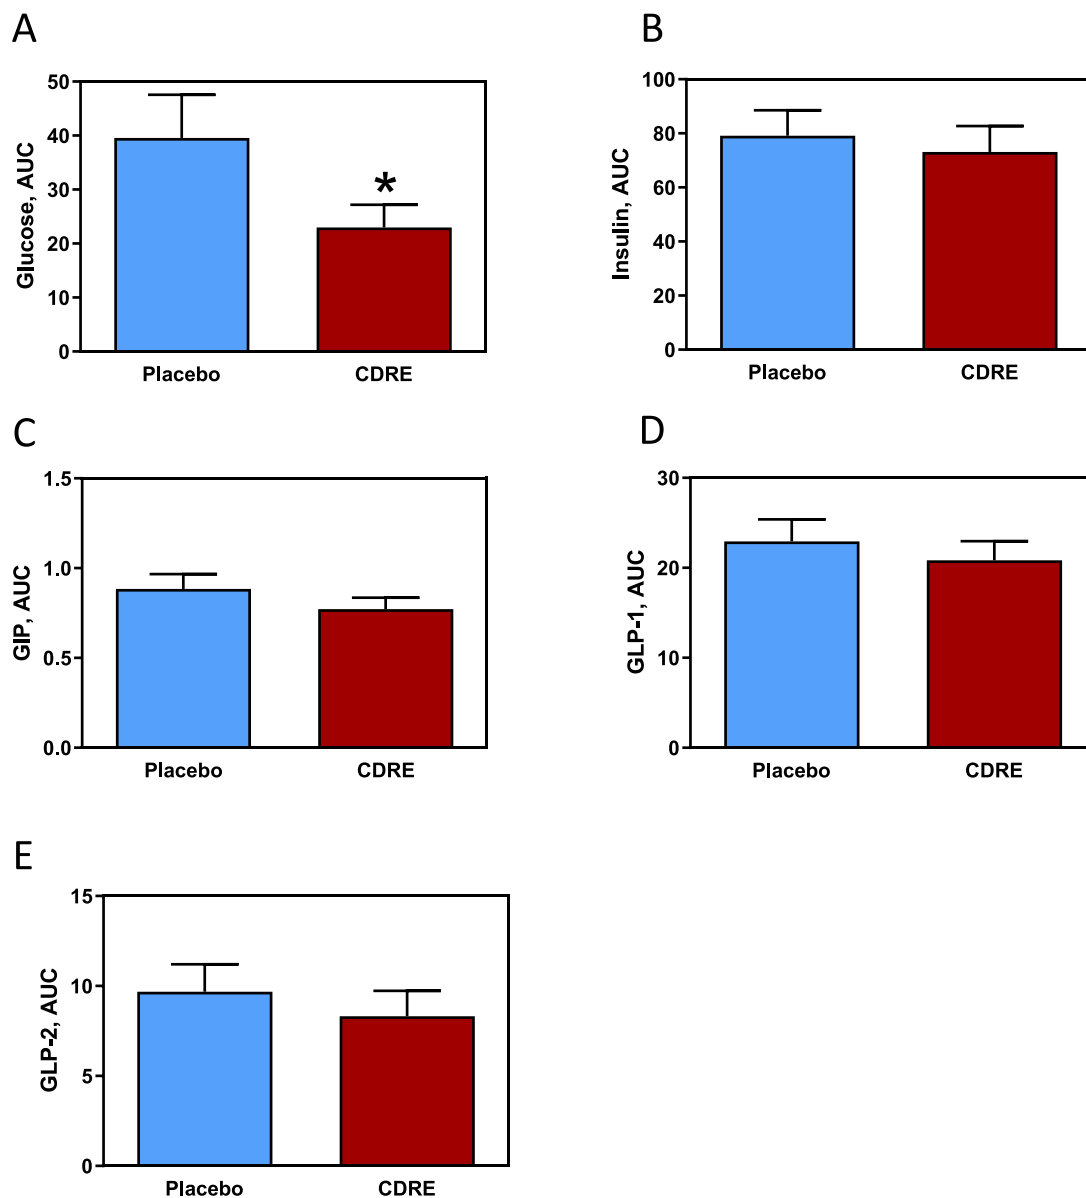 A
Glucose, AUC
50
40
30
20
10
0
*
Placebo CDRE
B
Insulin, AUC
100
80
60
40
20
0
Placebo CDRE
C
GIP, AUC
1.5
1.0
0.5
0.0
Placebo CDRE
D
GLP-1, AUC
30
20
10
0
Placebo CDRE
E
GLP-2, AUC
15
10
5
0
Placebo CDRE